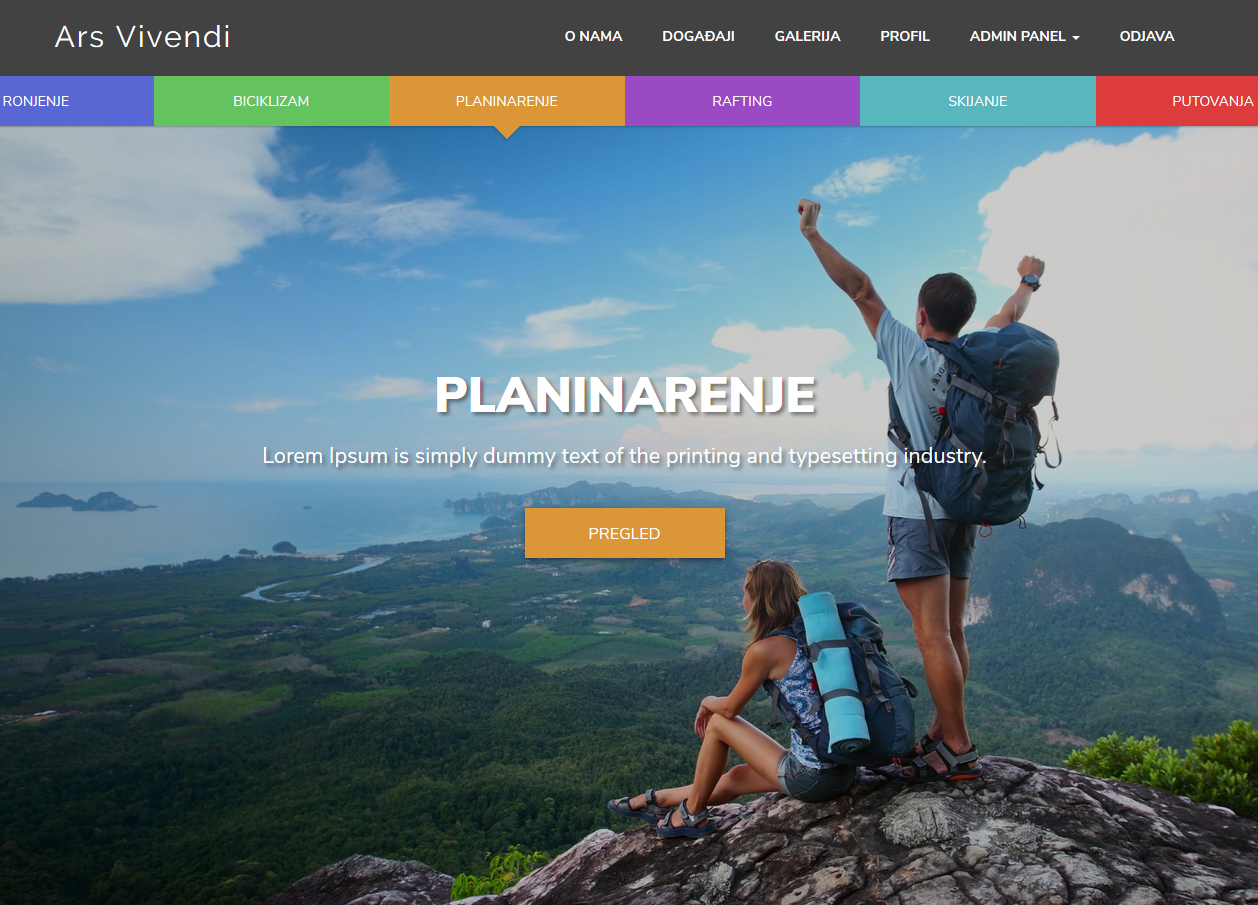 Ars Vivendi
O NAMA DOGAĐAJI GALERIJA PROFIL ADMIN PANEL ODJAVA
RONJENJE BICIKLIZAM PLANINARENJE RAFTING SKIJANJE PUTOVANJA
PLANINARENJE
Lorem Ipsum is simply dummy text of the printing and typesetting industry.
PREGLED